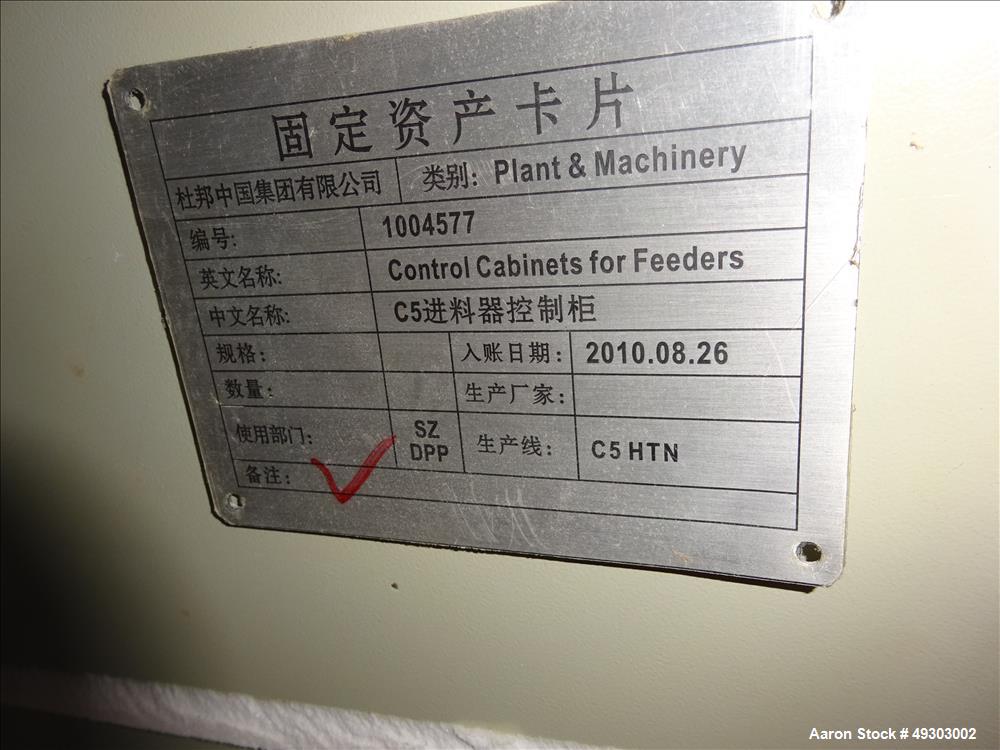 固定资产卡片
杜邦中国集团有限公司 类别: Plant & Machinery
编号: 1004577
英文名称: Control Cabinets for Feeders
中文名称: C5进料器控制柜
规格: 入账日期: 2010.08.26
数量: 生产厂家:
使用部门: SZ DPP 生产线: C5 HTN
备注:
Aaron Stock # 49303002